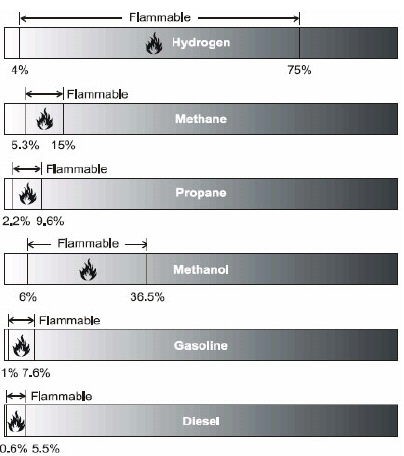 Flammable
Hydrogen
4% 75%
Flammable
Methane
5.3% 15%
Flammable
Propane
2.2% 9.6%
Flammable
Methanol
6% 36.5%
Flammable
Gasoline
1% 7.6%
Flammable
Diesel
0.6% 5.5%